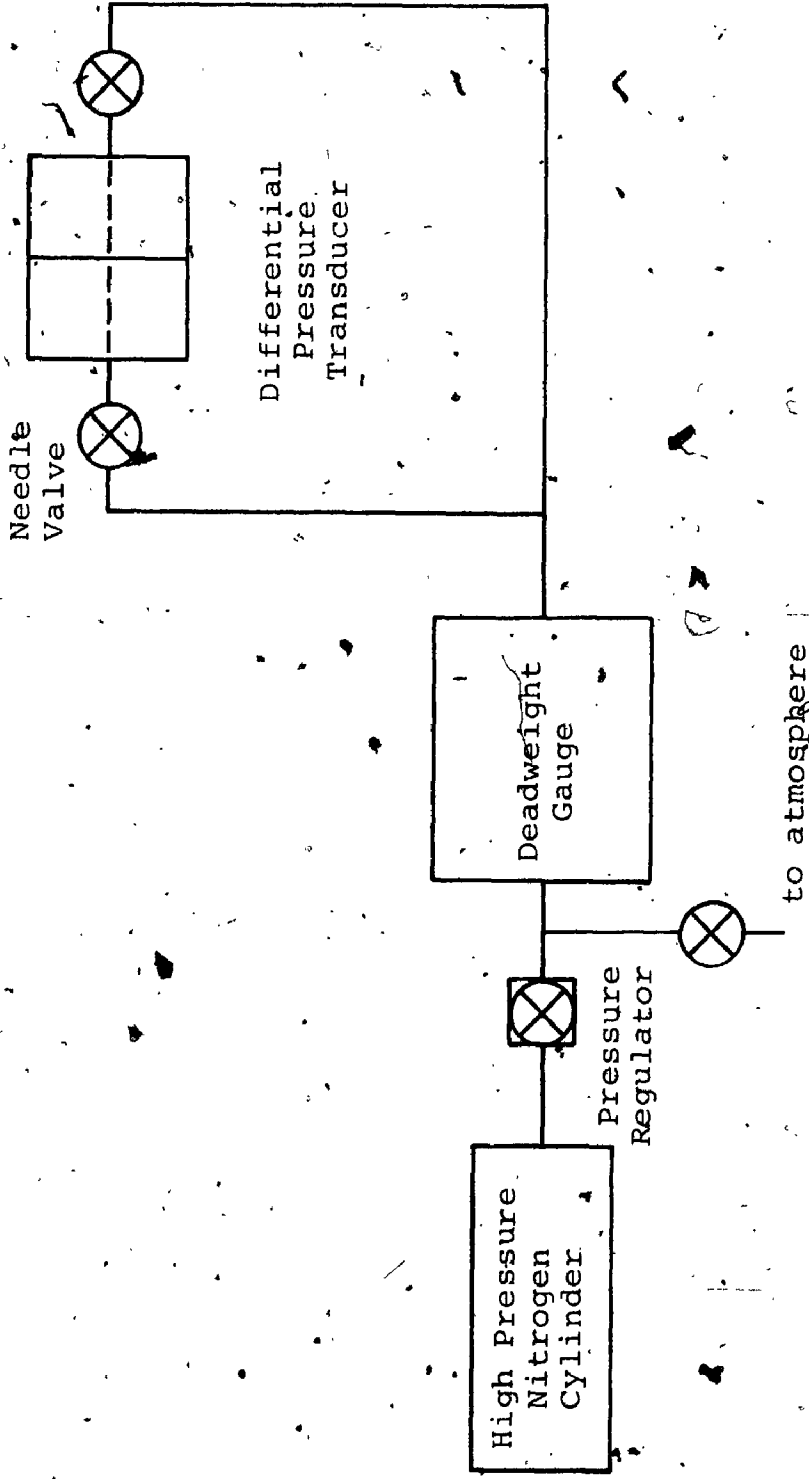 Needle
Valve
Differential
Pressure
Transducer
Deadweight
Gauge
to atmosphere
Pressure
Regulator
High Pressure
Nitrogen
Cylinder